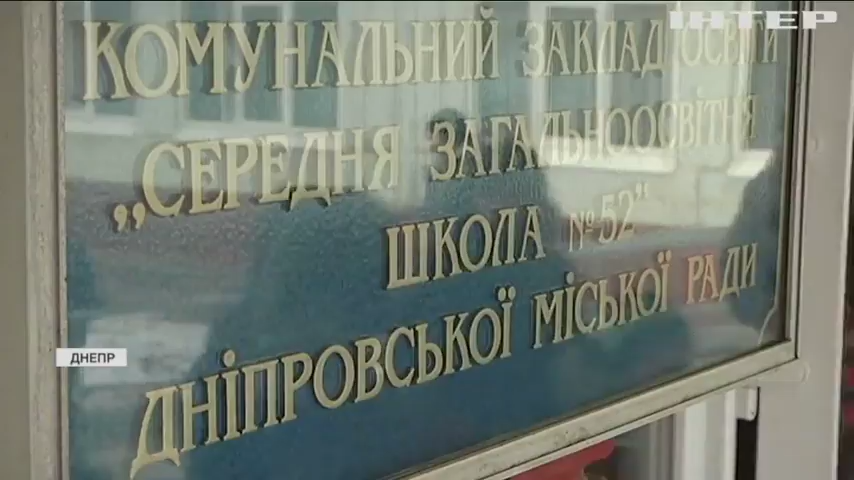 ІНТЕР
КОМУНАЛЬНИЙ ЗАКЛАД ОСВІТИ
„СЕРЕДНЯ ЗАГАЛЬНООСВІТНЯ
ШКОЛА №52"
ДНІПРОВСЬКОЇ МІСЬКОЇ РАДИ
ДНЕПР